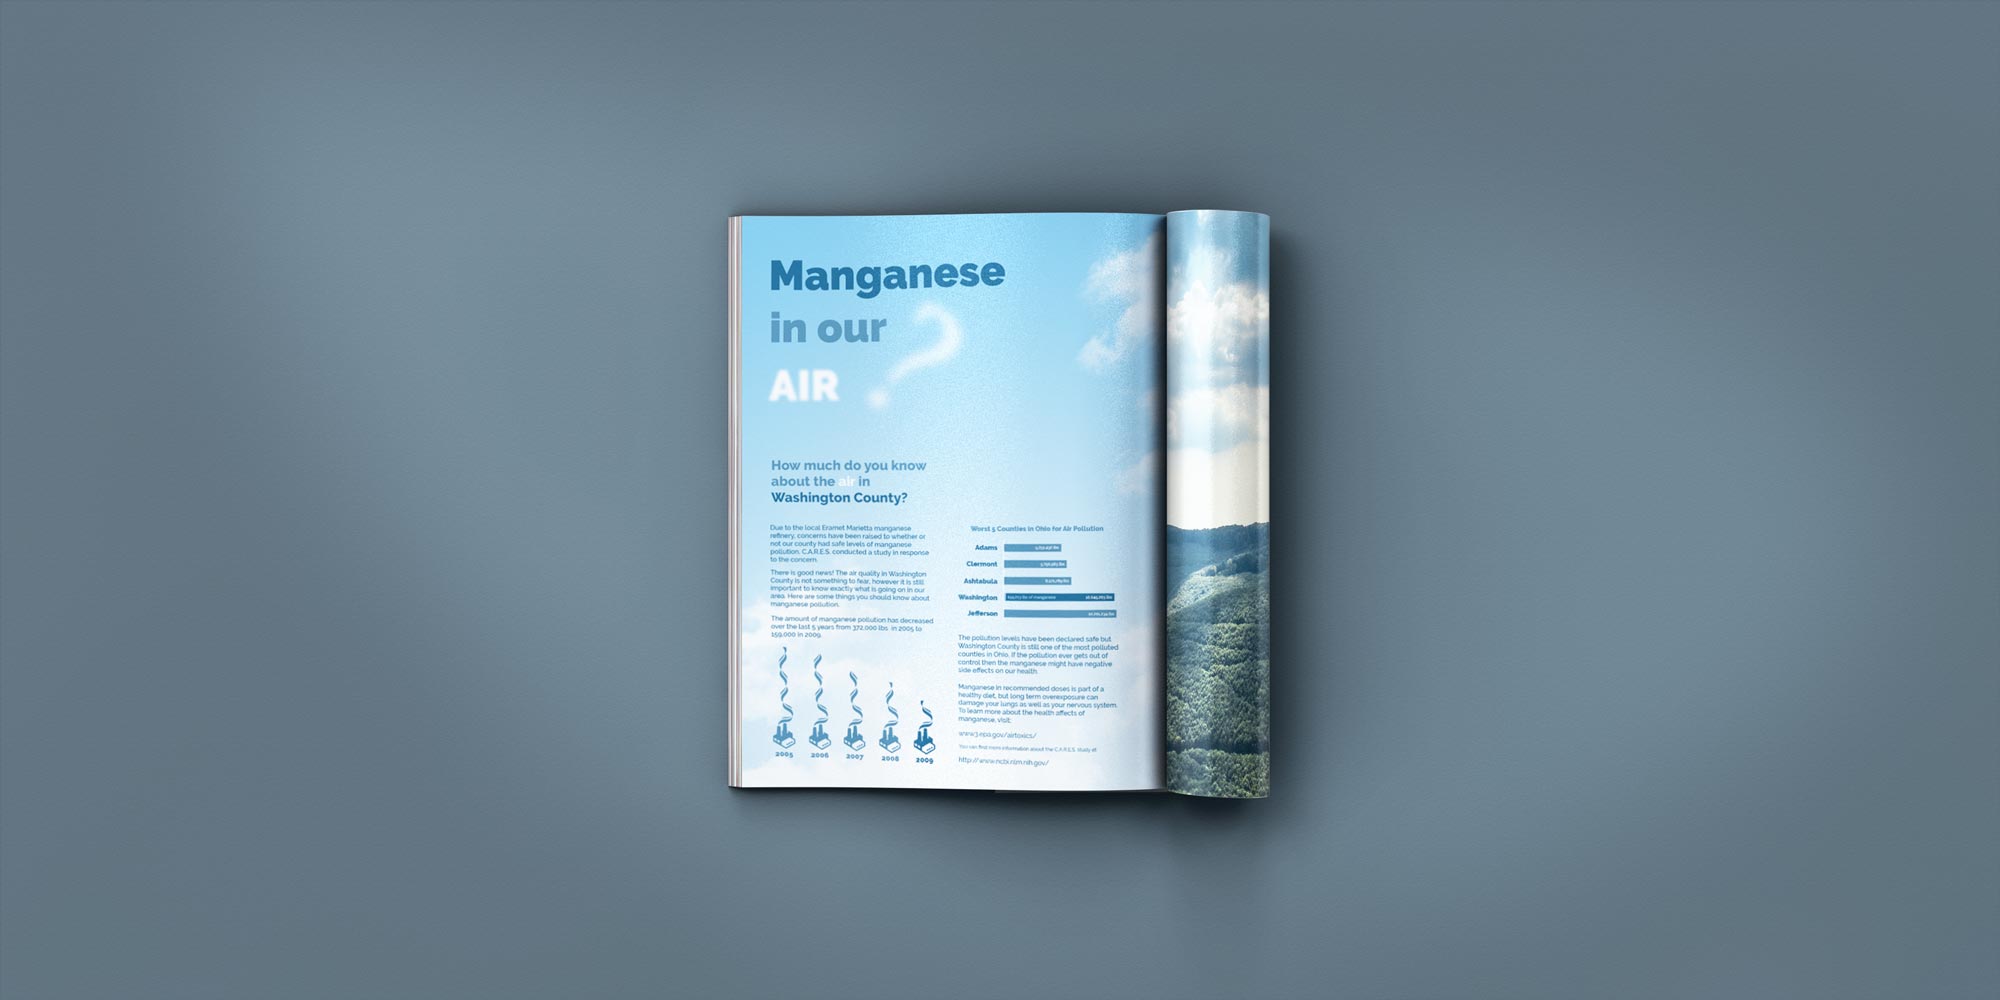 Manganese
in our
AIR ?
How much do you know
about the air in
Washington County?
Due to the local Eramet Marietta manganese
refinery, concerns have been raised to whether or
not our county had safe levels of manganese
pollution. C.A.R.E.S. conducted a study in response
to the concern.
There is good news! The air quality in Washington
County is not something to fear, however it is still
important to know exactly what is going on in our
area. Here are some things you should know about
manganese pollution.
The amount of manganese pollution has decreased
over the last 5 years from 372,000 lbs. in 2005 to
159,000 in 2009.
2005
2006
2007
2008
2009
Worst 5 Counties in Ohio for Air Pollution
Adams
Clermont
Ashtabula
Washington
lbs of manganese
Jefferson
The pollution levels have been declared safe but
Washington County is still one of the most polluted
counties in Ohio. If the pollution ever gets out of
control then the manganese might have negative
side effects on our health.
Manganese in recommended doses is part of a
healthy diet, but long term overexposure can
damage your lungs as well as your nervous system.
To learn more about the health affects of
manganese, visit:
www3.epa.gov/airtoxics/
You can find more information about the C.A.R.E.S. study at
http://www.ncbi.nlm.nih.gov/